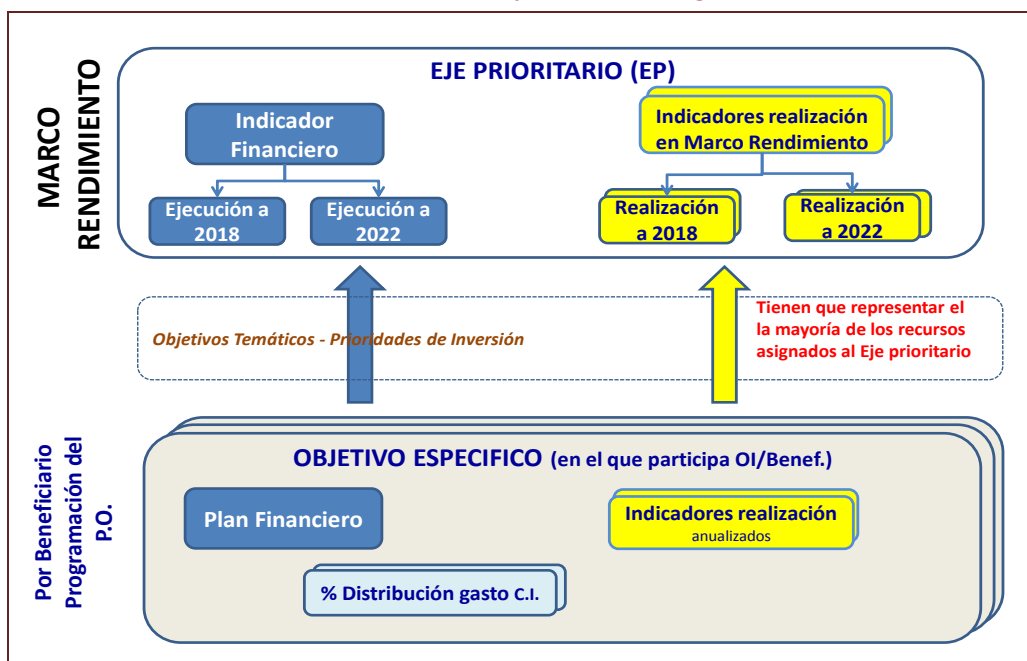 MARCO
RENDIMIENTO
EJE PRIORITARIO (EP)
Indicador
Financiero
Ejecución a
2018
Ejecución a
2022
Indicadores realización
en Marco Rendimiento
Realización
a 2018
Realización
a 2022
Objetivos Temáticos - Prioridades de Inversión
Tienen que representar el
la mayoría de los recursos
asignados al Eje prioritario
Por Beneficiario
Programación del
P.O.
OBJETIVO ESPECIFICO (en el que participa OI/Benef.)
Plan Financiero
Indicadores realización
anualizados
% Distribución gasto C.I.